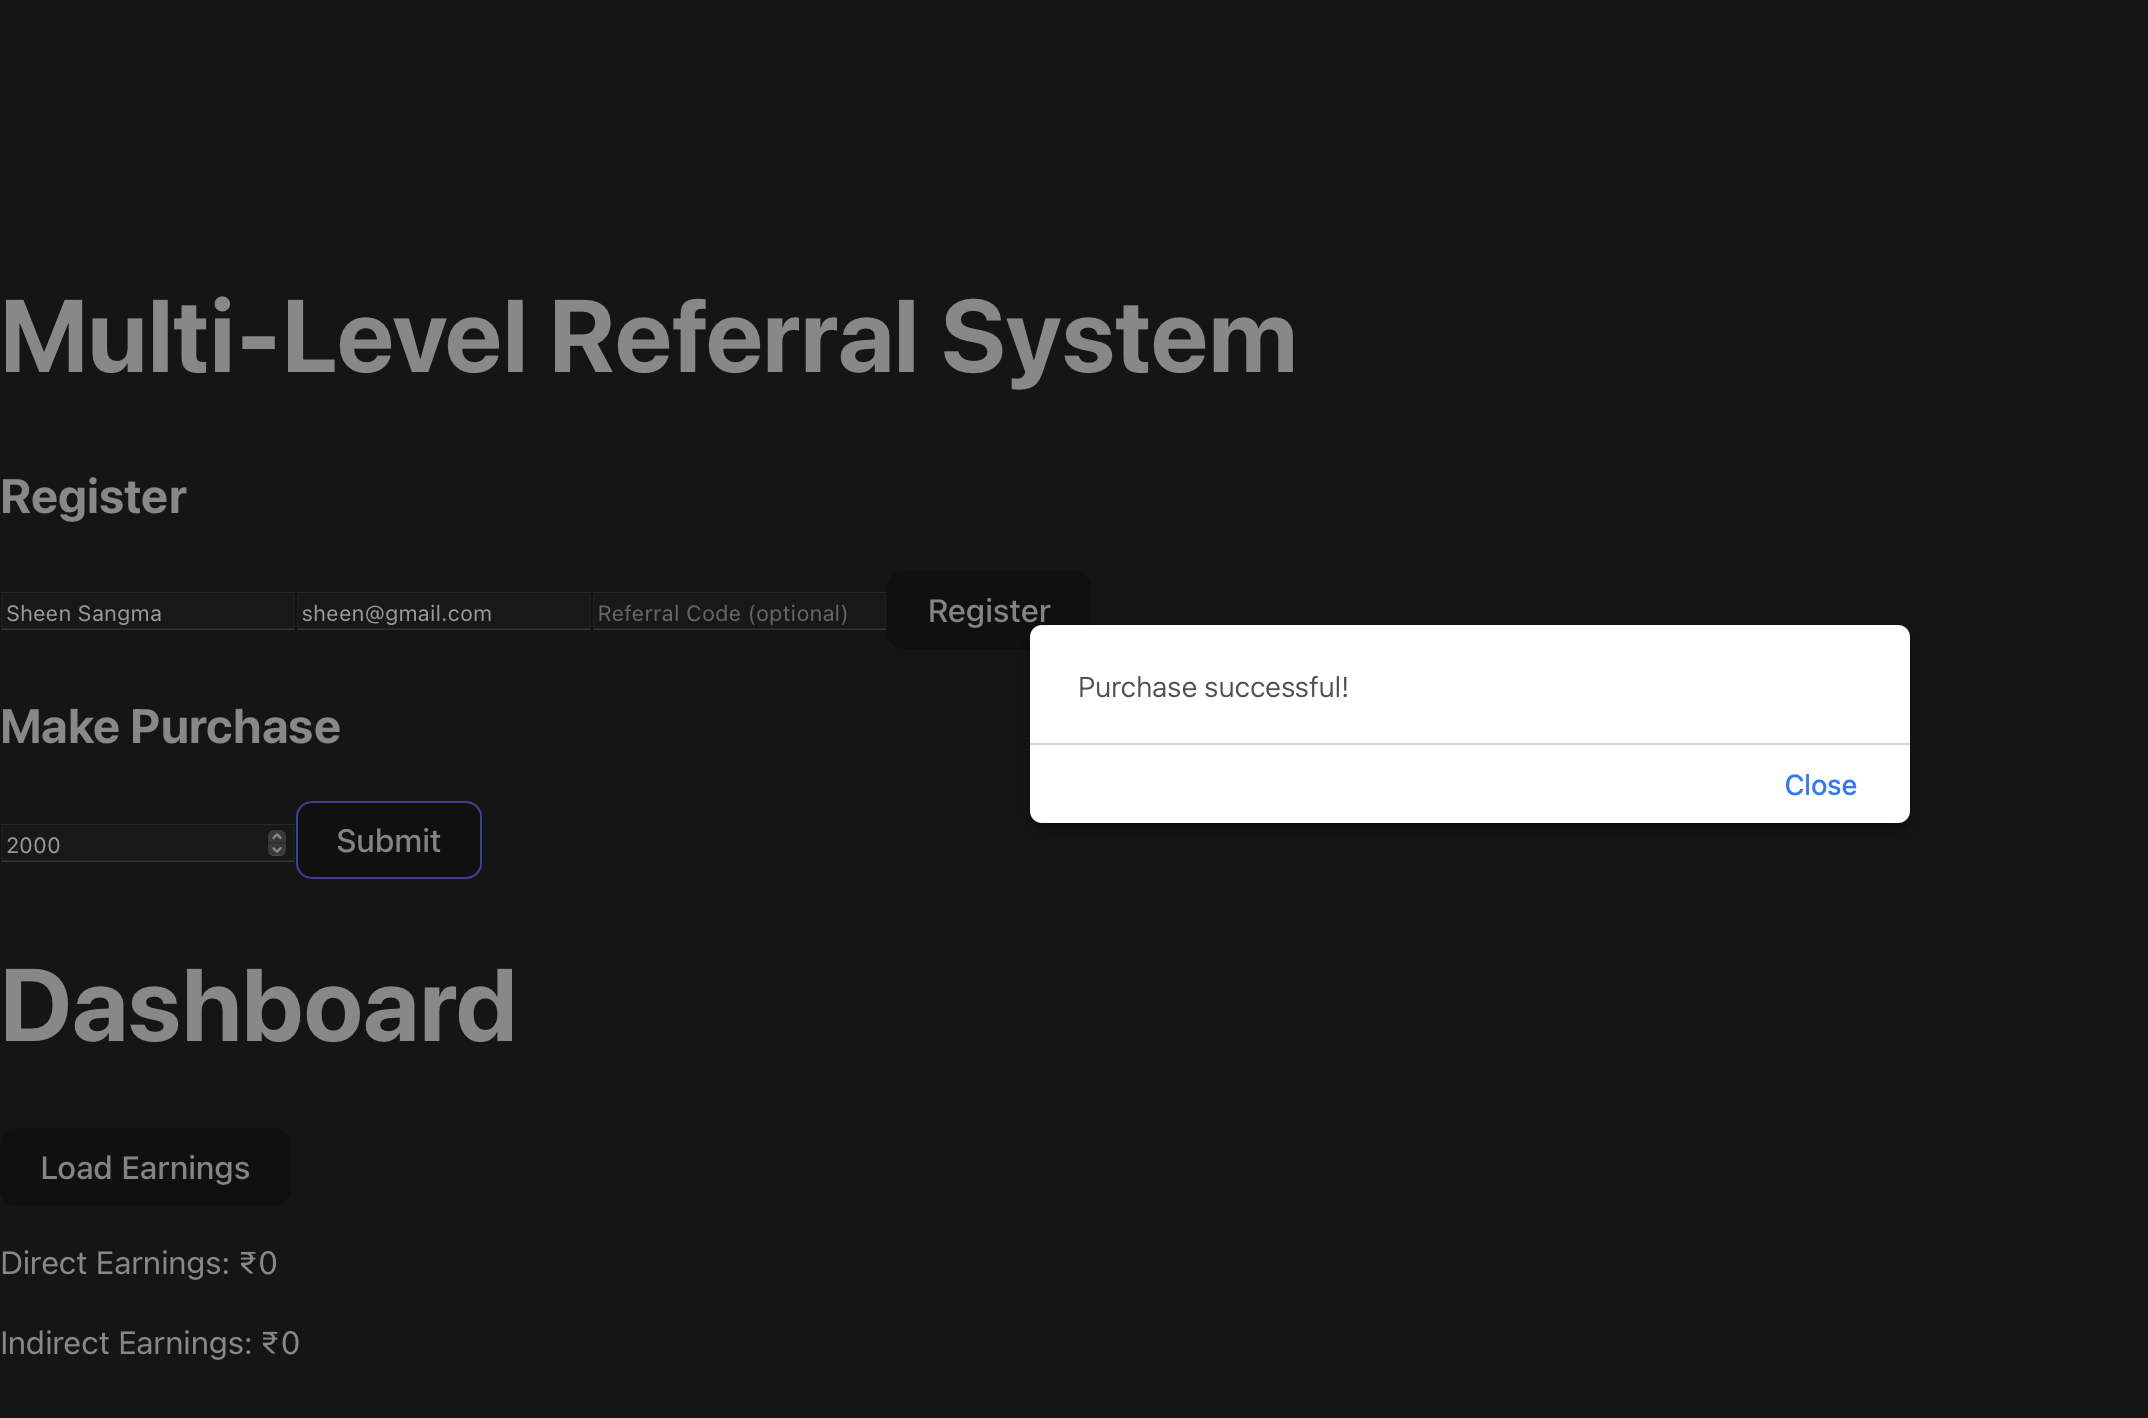 Multi-Level Referral System
Register
Sheen Sangma sheen@gmail.com Referral Code (optional) Register
Purchase successful!
Close
Make Purchase
2000 Submit
Dashboard
Load Earnings
Direct Earnings: ₹0
Indirect Earnings: ₹0